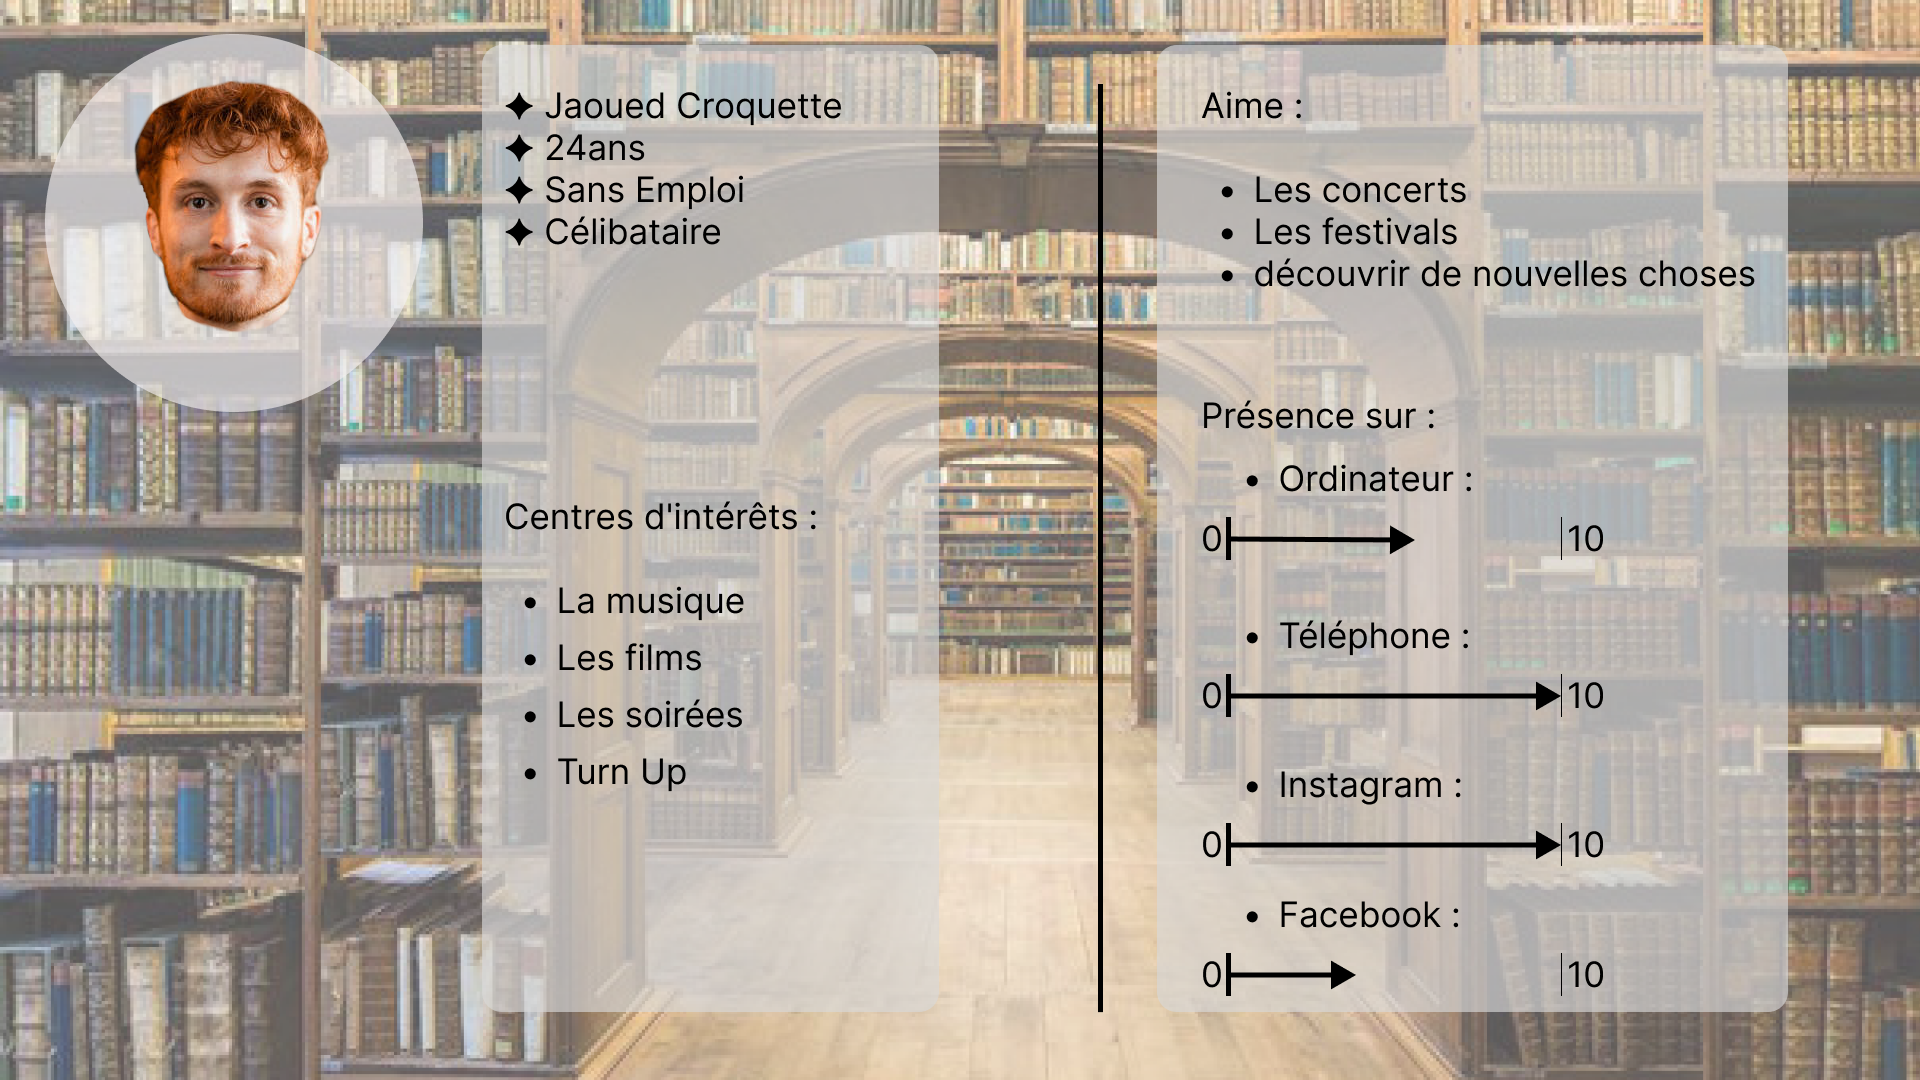 ✦ Jaoued Croquette
✦ 24ans
✦ Sans Emploi
✦ Célibataire
Centres d'intérêts :
• La musique
• Les films
• Les soirées
• Turn Up
Aime :
• Les concerts
• Les festivals
• découvrir de nouvelles choses
Présence sur :
• Ordinateur :
0 10
• Téléphone :
0 10
• Instagram :
0 10
• Facebook :
0 10